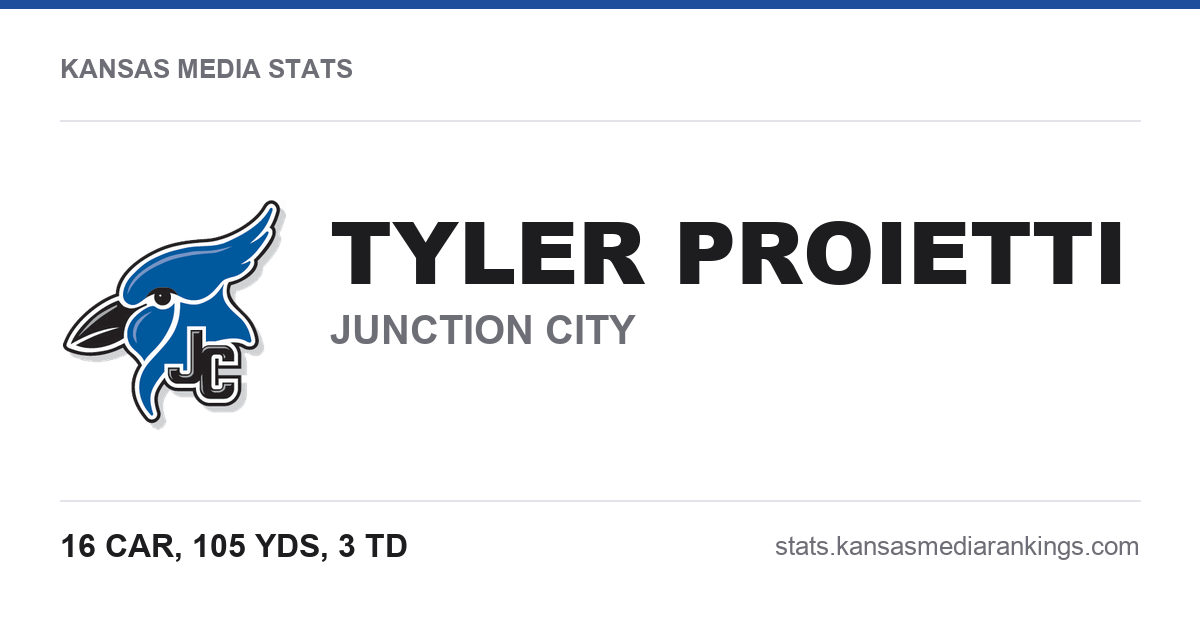 KANSAS MEDIA STATS
TYLER PROIETTI
JUNCTION CITY
JC
16 CAR, 105 YDS, 3 TD
stats.kansasmediarankings.com